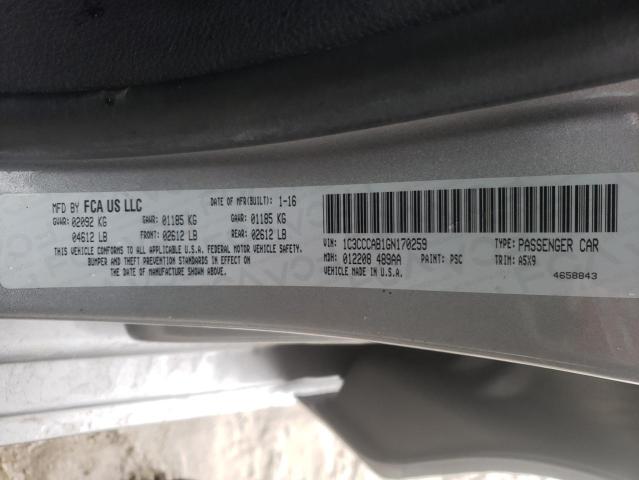 MFD BY FCA US LLC DATE OF MFR(BUILT): 1-16
GVWR: 02092 KG GAWR: 01185 KG GAWR: 01185 KG
04612 LB FRONT: 02612 LB REAR: 02612 LB
THIS VEHICLE CONFORMS TO ALL APPLICABLE U.S.A. FEDERAL MOTOR VEHICLE SAFETY,
BUMPER AND THEFT PREVENTION STANDARDS IN EFFECT ON
THE DATE OF MANUFACTURE SHOWN ABOVE.
VIN: 1C3CCCAB1GN170259 TYPE: PASSENGER CAR
MDH: 012208 489AA PAINT: PSC TRIM: A5X9
MADE IN U.S.A. 4658843